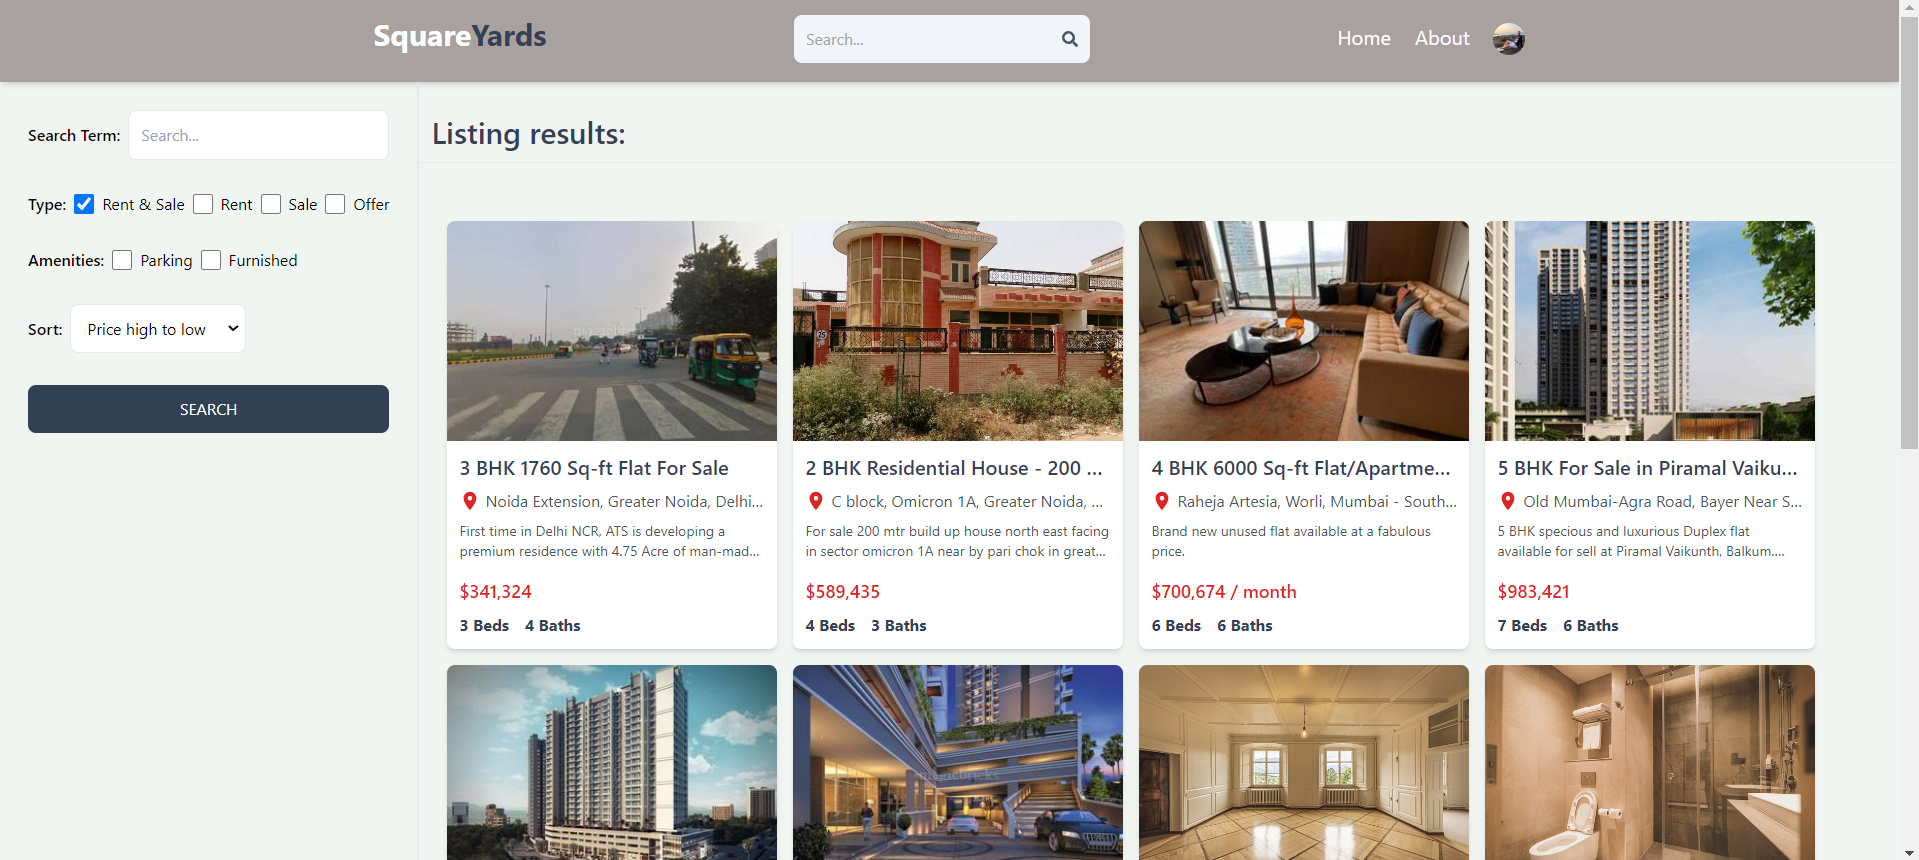 SquareYards
Search...
Home
About
Search Term:
Search...
Type:
Rent & Sale
Rent
Sale
Offer
Amenities:
Parking
Furnished
Sort:
Price high to low
SEARCH
Listing results:
3 BHK 1760 Sq-ft Flat For Sale
Noida Extension, Greater Noida, Delhi...
First time in Delhi NCR, ATS is developing a
premium residence with 4.75 Acre of man-mad...
$341,324
3 Beds 4 Baths
2 BHK Residential House - 200 ...
C block, Omicron 1A, Greater Noida, ...
For sale 200 mtr build up house north east facing
in sector omicron 1A near by pari chok in great...
$589,435
4 Beds 3 Baths
4 BHK 6000 Sq-ft Flat/Apartme...
Raheja Artesia, Worli, Mumbai - South...
Brand new unused flat available at a fabulous
price.
$700,674 / month
6 Beds 6 Baths
5 BHK For Sale in Piramal Vaiku...
Old Mumbai-Agra Road, Bayer Near S...
5 BHK specious and luxurious Duplex flat
available for sell at Piramal Vaikunth, Balkum....
$983,421
7 Beds 6 Baths